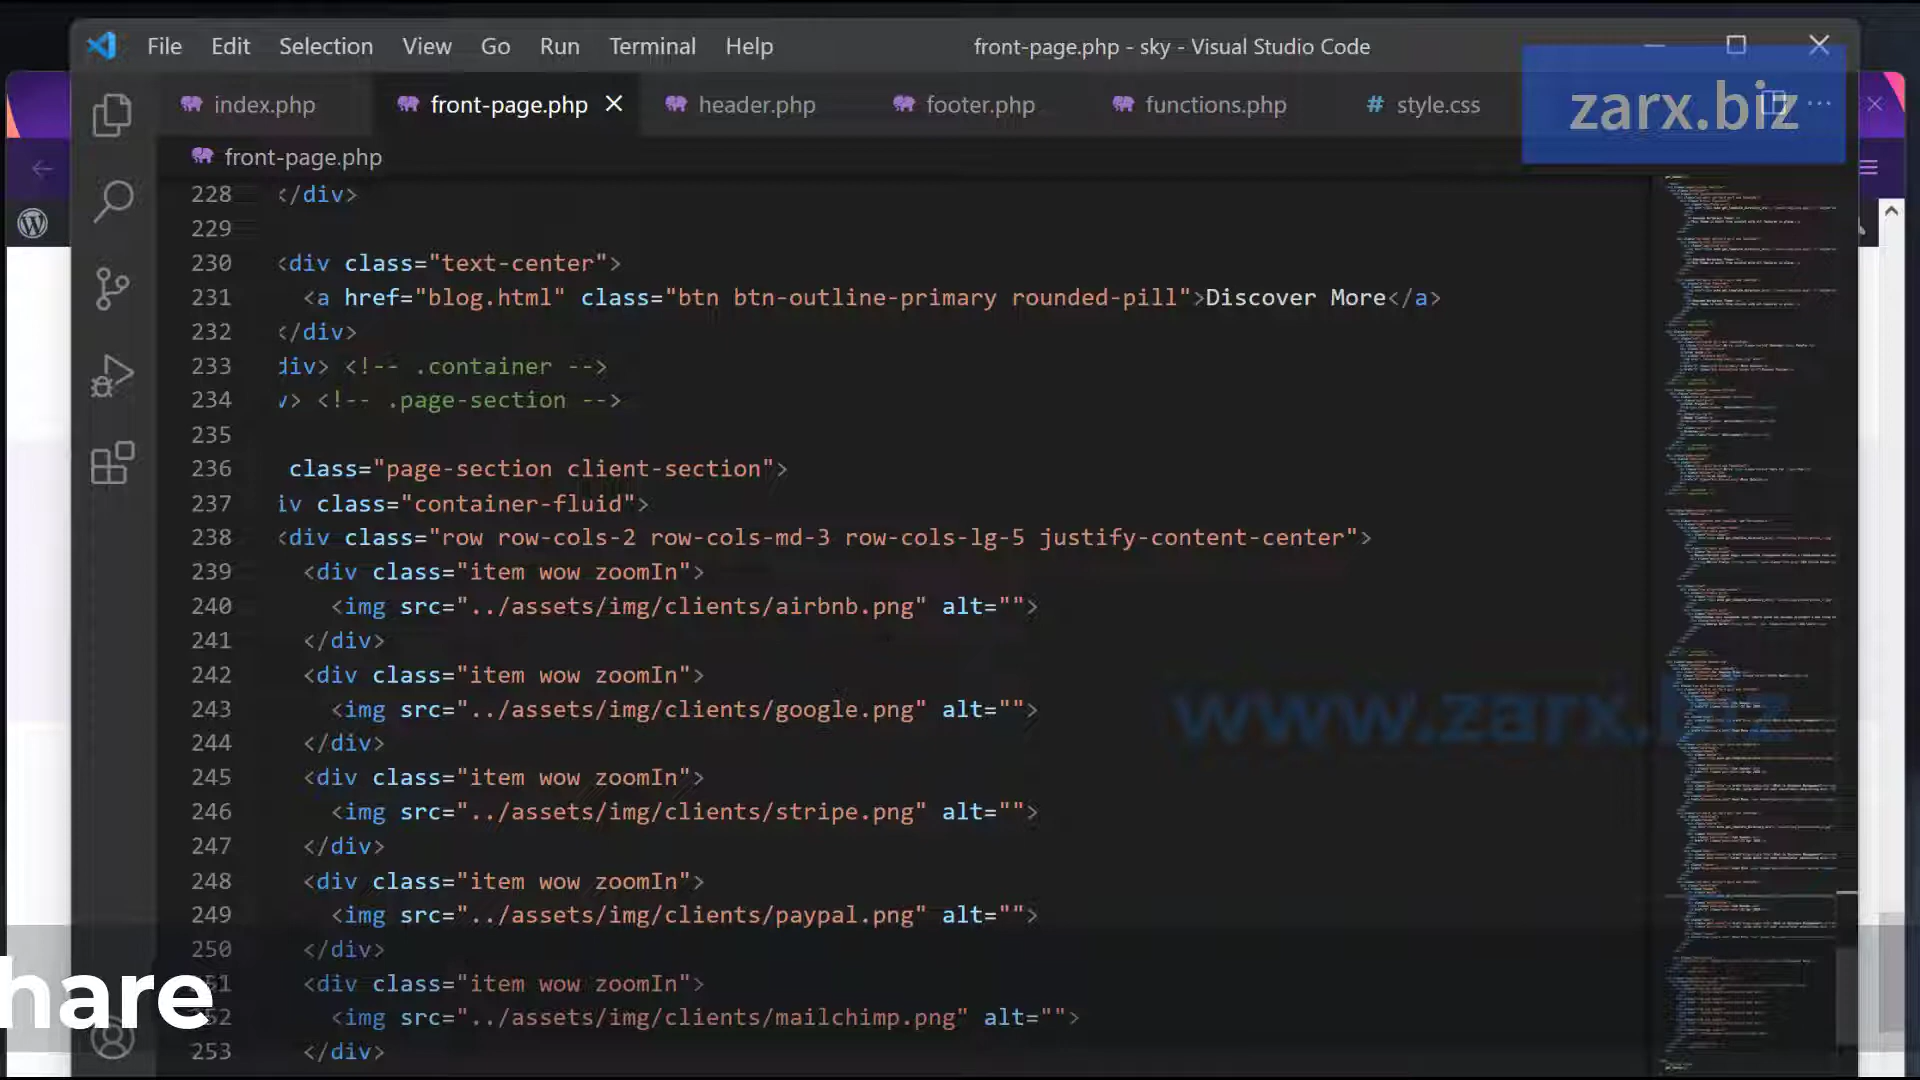 File Edit Selection View Go Run Terminal Help front-page.php - sky - Visual Studio Code
index.php front-page.php header.php footer.php functions.php style.css
zarx.biz
front-page.php
228 </div>
229
230 <div class="text-center">
231 <a href="blog.html" class="btn btn-outline-primary rounded-pill">Discover More</a>
232 </div>
233 div> <!-- .container -->
234 v> <!-- .page-section -->
235
236 class="page-section client-section">
237 iv class="container-fluid">
238 <div class="row row-cols-2 row-cols-md-3 row-cols-lg-5 justify-content-center">
239 <div class="item wow zoomIn">
240 <img src="../assets/img/clients/airbnb.png" alt="">
241 </div>
242 <div class="item wow zoomIn">
243 <img src="../assets/img/clients/google.png" alt="">
www.zarx.biz
244 </div>
245 <div class="item wow zoomIn">
246 <img src="../assets/img/clients/stripe.png" alt="">
247 </div>
248 <div class="item wow zoomIn">
249 <img src="../assets/img/clients/paypal.png" alt="">
250 </div>
251 <div class="item wow zoomIn">
hare
252 <img src="../assets/img/clients/mailchimp.png" alt="">
253 </div>